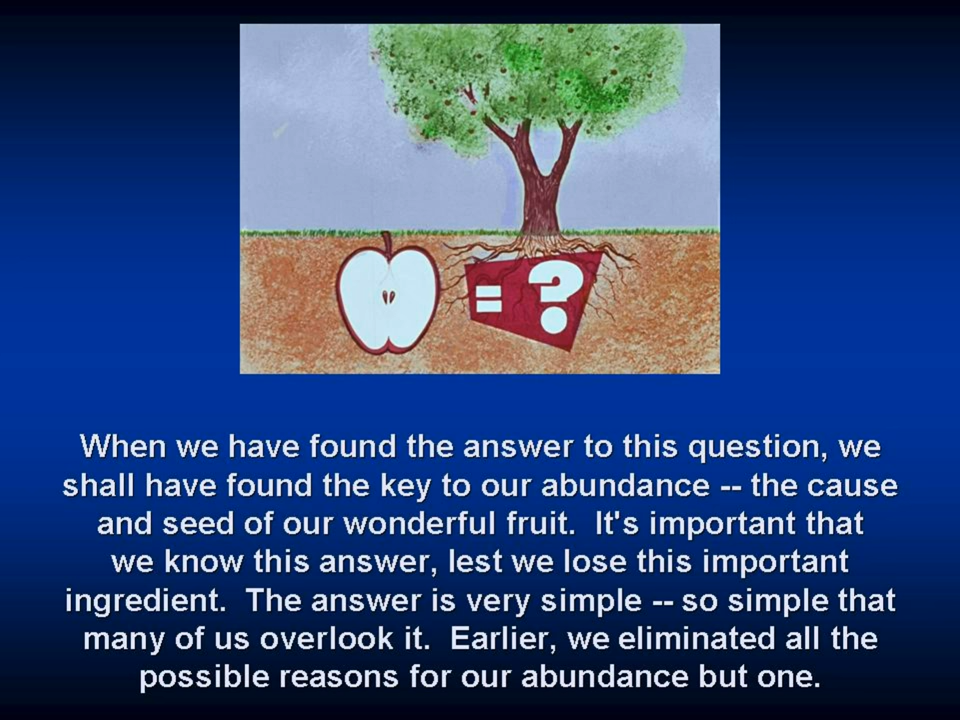 = ?
When we have found the answer to this question, we
shall have found the key to our abundance -- the cause
and seed of our wonderful fruit.  It's important that
we know this answer, lest we lose this important
ingredient.  The answer is very simple -- so simple that
many of us overlook it.  Earlier, we eliminated all the
possible reasons for our abundance but one.